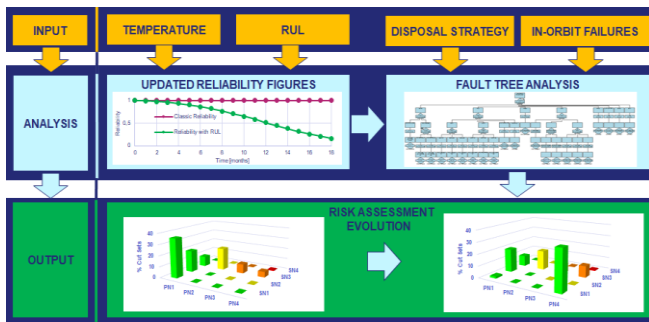 INPUT
TEMPERATURE
RUL
DISPOSAL STRATEGY
IN-ORBIT FAILURES
ANALYSIS
UPDATED RELIABILITY FIGURES
1
0,5
0
Reliability
Classic Reliability
Reliability with RUL
0 2 4 6 8 10 12 14 16 18
Time [months]
FAULT TREE ANALYSIS
OUTPUT
RISK ASSESSMENT
EVOLUTION
% Cut Sets
40
30
20
10
0
PN1 PN2 PN3 PN4
SN1 SN2 SN3 SN4
% Cut Sets
40
30
20
10
0
PN1 PN2 PN3 PN4
SN1 SN2 SN3 SN4